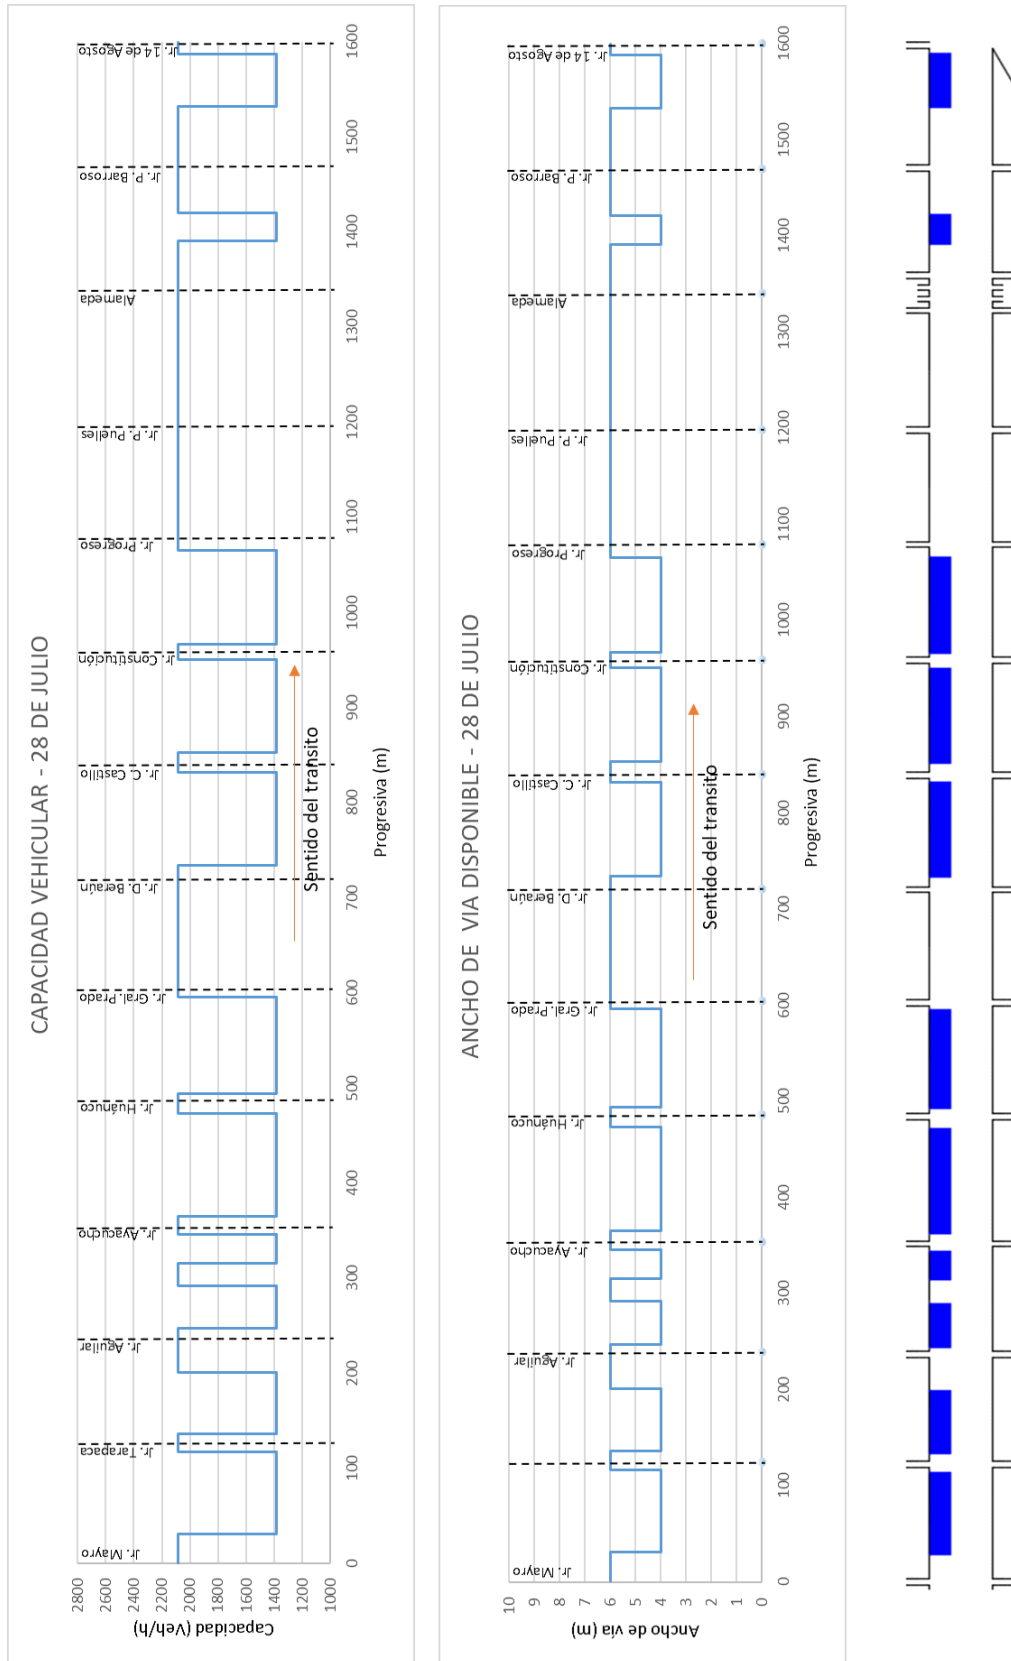 CAPACIDAD VEHICULAR - 28 DE JULIO
2800
2600
2400
2200
2000
1800
1600
1400
1200
1000
Capacidad (Veh/h)
Jr. Mayro
Jr. Tarapaca
Jr. Aguilar
Jr. Ayacucho
Jr. Huánuco
Jr. Gral. Prado
Jr. D. Beraún
Jr. C. Castillo
Jr. Constitución
Jr. Progreso
Jr. P. Puelles
Alameda
Jr. P. Barroso
Jr. 14 de Agosto
Sentido del transito
0
100
200
300
400
500
600
700
800
900
1000
1100
1200
1300
1400
1500
1600
Progresiva (m)
ANCHO DE VIA DISPONIBLE - 28 DE JULIO
10
9
8
7
6
5
4
3
2
1
0
Ancho de vía (m)
Jr. Mayro
Jr. Aguilar
Jr. Ayacucho
Jr. Huánuco
Jr. Gral. Prado
Jr. D. Beraún
Jr. C. Castillo
Jr. Constitución
Jr. Progreso
Jr. P. Puelles
Alameda
Jr. P. Barroso
Jr. 14 de Agosto
Sentido del transito
0
100
200
300
400
500
600
700
800
900
1000
1100
1200
1300
1400
1500
1600
Progresiva (m)